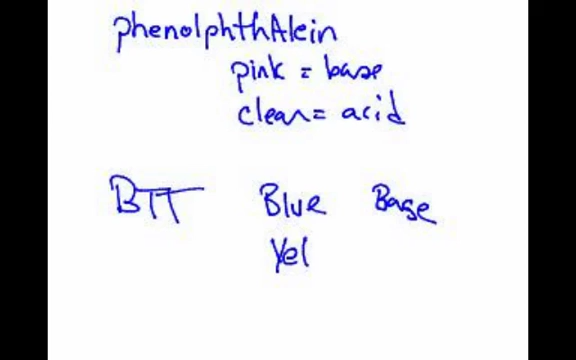 phenolphthAlein
pink = base
clear = acid
BTT Blue Base
Yel